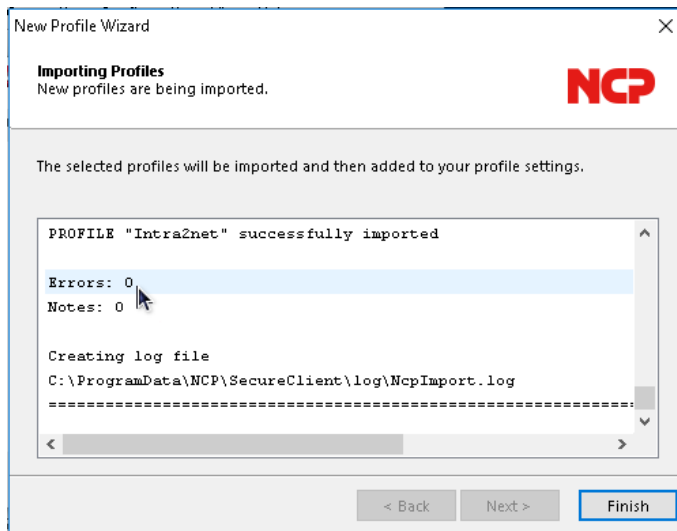 New Profile Wizard
Importing Profiles
New profiles are being imported.
NCP
The selected profiles will be imported and then added to your profile settings.
PROFILE "Intra2net" successfully imported
Errors: 0
Notes: 0
Creating log file
C:\ProgramData\NCP\SecureClient\log\NcpImport.log
===============================================================
< Back
Next >
Finish